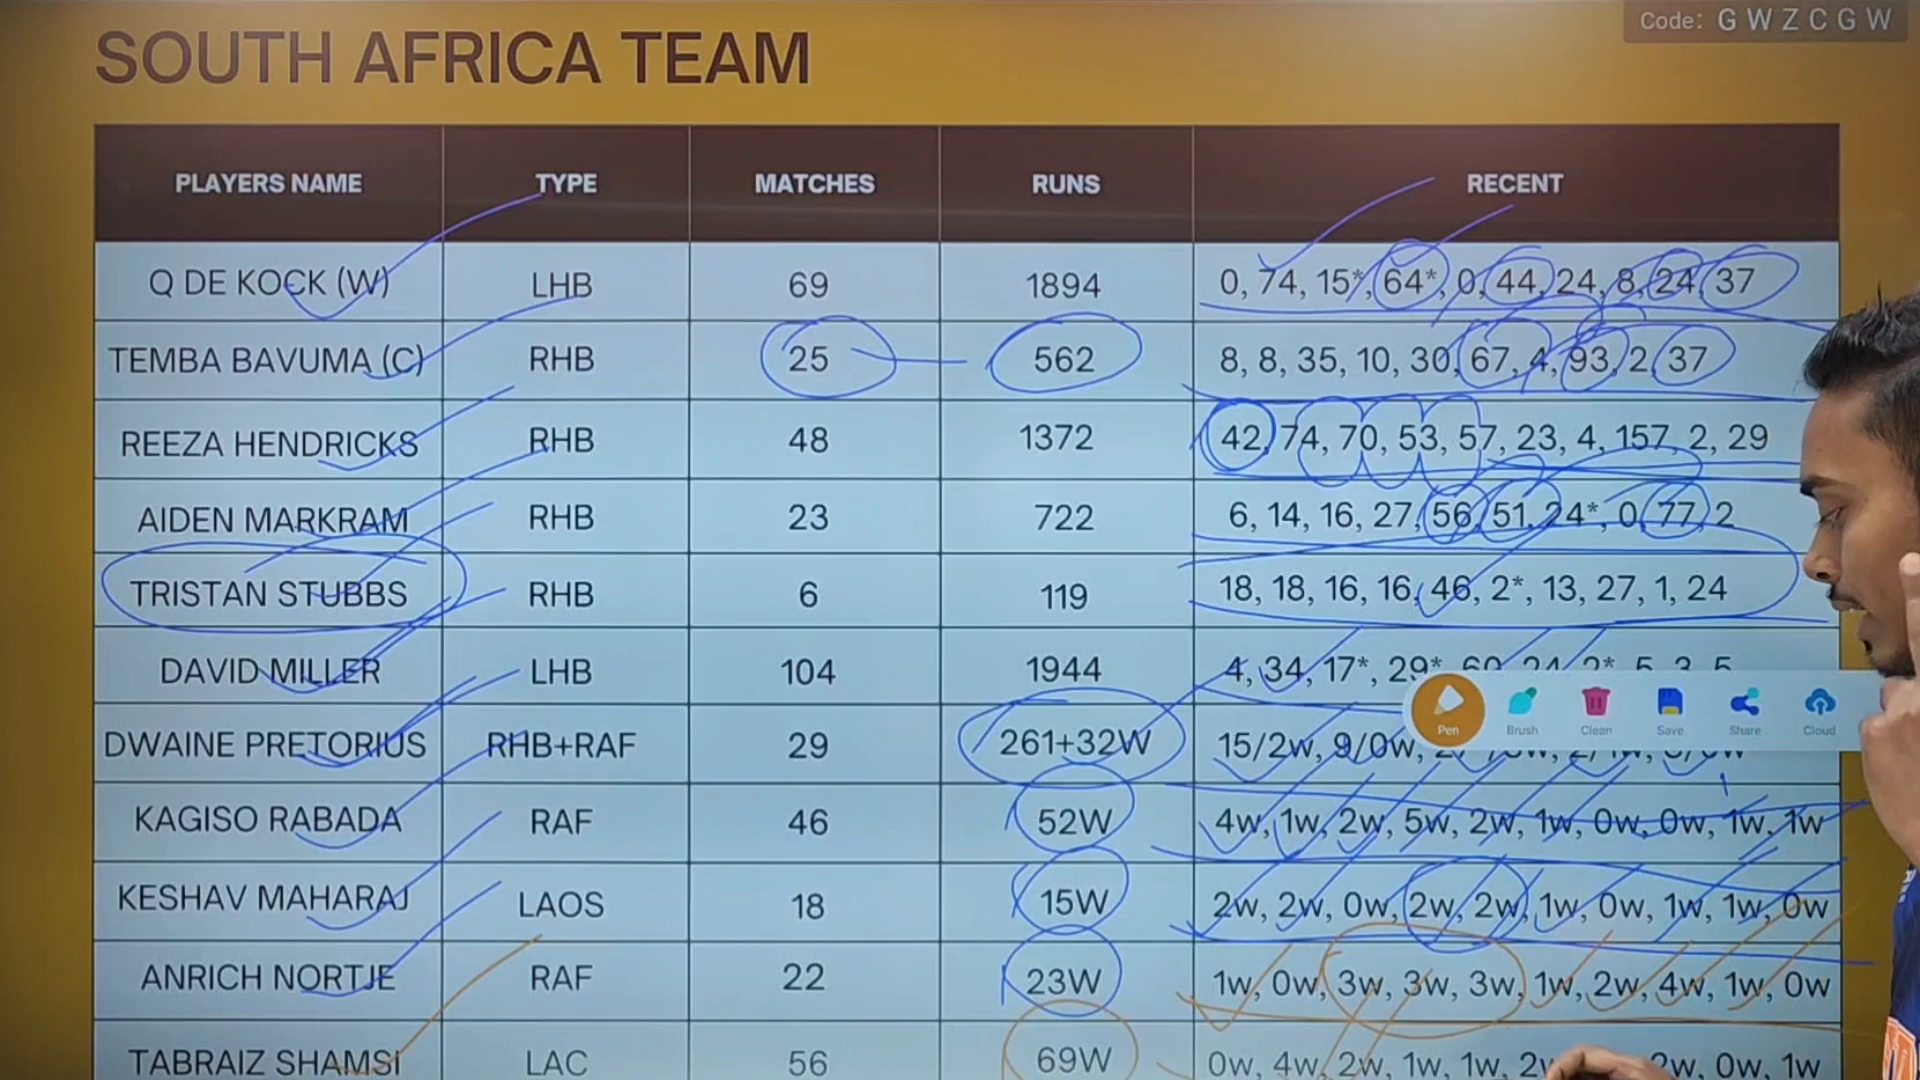 Code: G W Z C G W
SOUTH AFRICA TEAM
PLAYERS NAME TYPE MATCHES RUNS RECENT
Q DE KOCK (W) LHB 69 1894 0, 74, 15*, 64*, 0, 44, 24, 8, 24, 37
TEMBA BAVUMA (C) RHB 25 562 8, 8, 35, 10, 30, 67, 4, 93, 2, 37
REEZA HENDRICKS RHB 48 1372 42, 74, 70, 53, 57, 23, 4, 157, 2, 29
AIDEN MARKRAM RHB 23 722 6, 14, 16, 27, 56, 51, 24*, 0, 77, 2
TRISTAN STUBBS RHB 6 119 18, 18, 16, 16, 46, 2*, 13, 27, 1, 24
DAVID MILLER LHB 104 1944 4, 34, 17*, 29*,
Pen Brush Clean Save Share Cloud
DWAINE PRETORIUS RHB+RAF 29 261+32W 15/2w, 9/0w,
KAGISO RABADA RAF 46 52W 4w, 1w, 2w, 5w, 2w, 1w, 0w, 0w, 1w, 1w
KESHAV MAHARAJ LAOS 18 15W 2w, 2w, 0w, 2w, 2w, 1w, 0w, 1w, 1w, 0w
ANRICH NORTJE RAF 22 23W 1w, 0w, 3w, 3w, 3w, 1w, 2w, 4w, 1w, 0w
TABRAIZ SHAMSI LAC 56 69W 0w, 4w, 2w, 1w, 1w, 2w, 0w, 1w